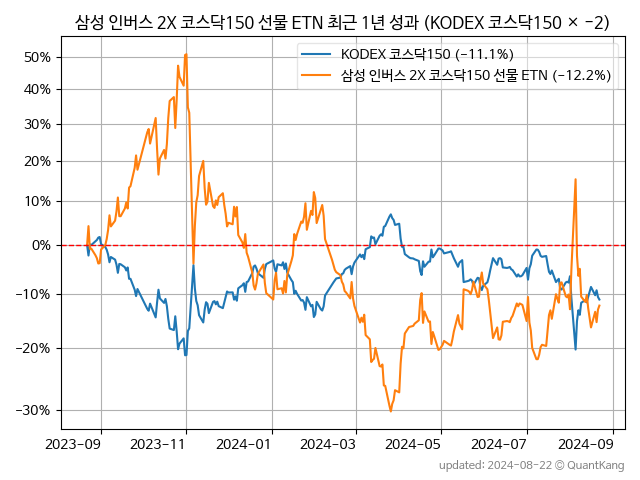 삼성 인버스 2X 코스닥150 선물 ETN 최근 1년 성과 (KODEX 코스닥150 × -2)
KODEX 코스닥150 (-11.1%)
삼성 인버스 2X 코스닥150 선물 ETN (-12.2%)
50%
40%
30%
20%
10%
0%
-10%
-20%
-30%
2023-09 2023-11 2024-01 2024-03 2024-05 2024-07 2024-09
updated: 2024-08-22 © QuantKang